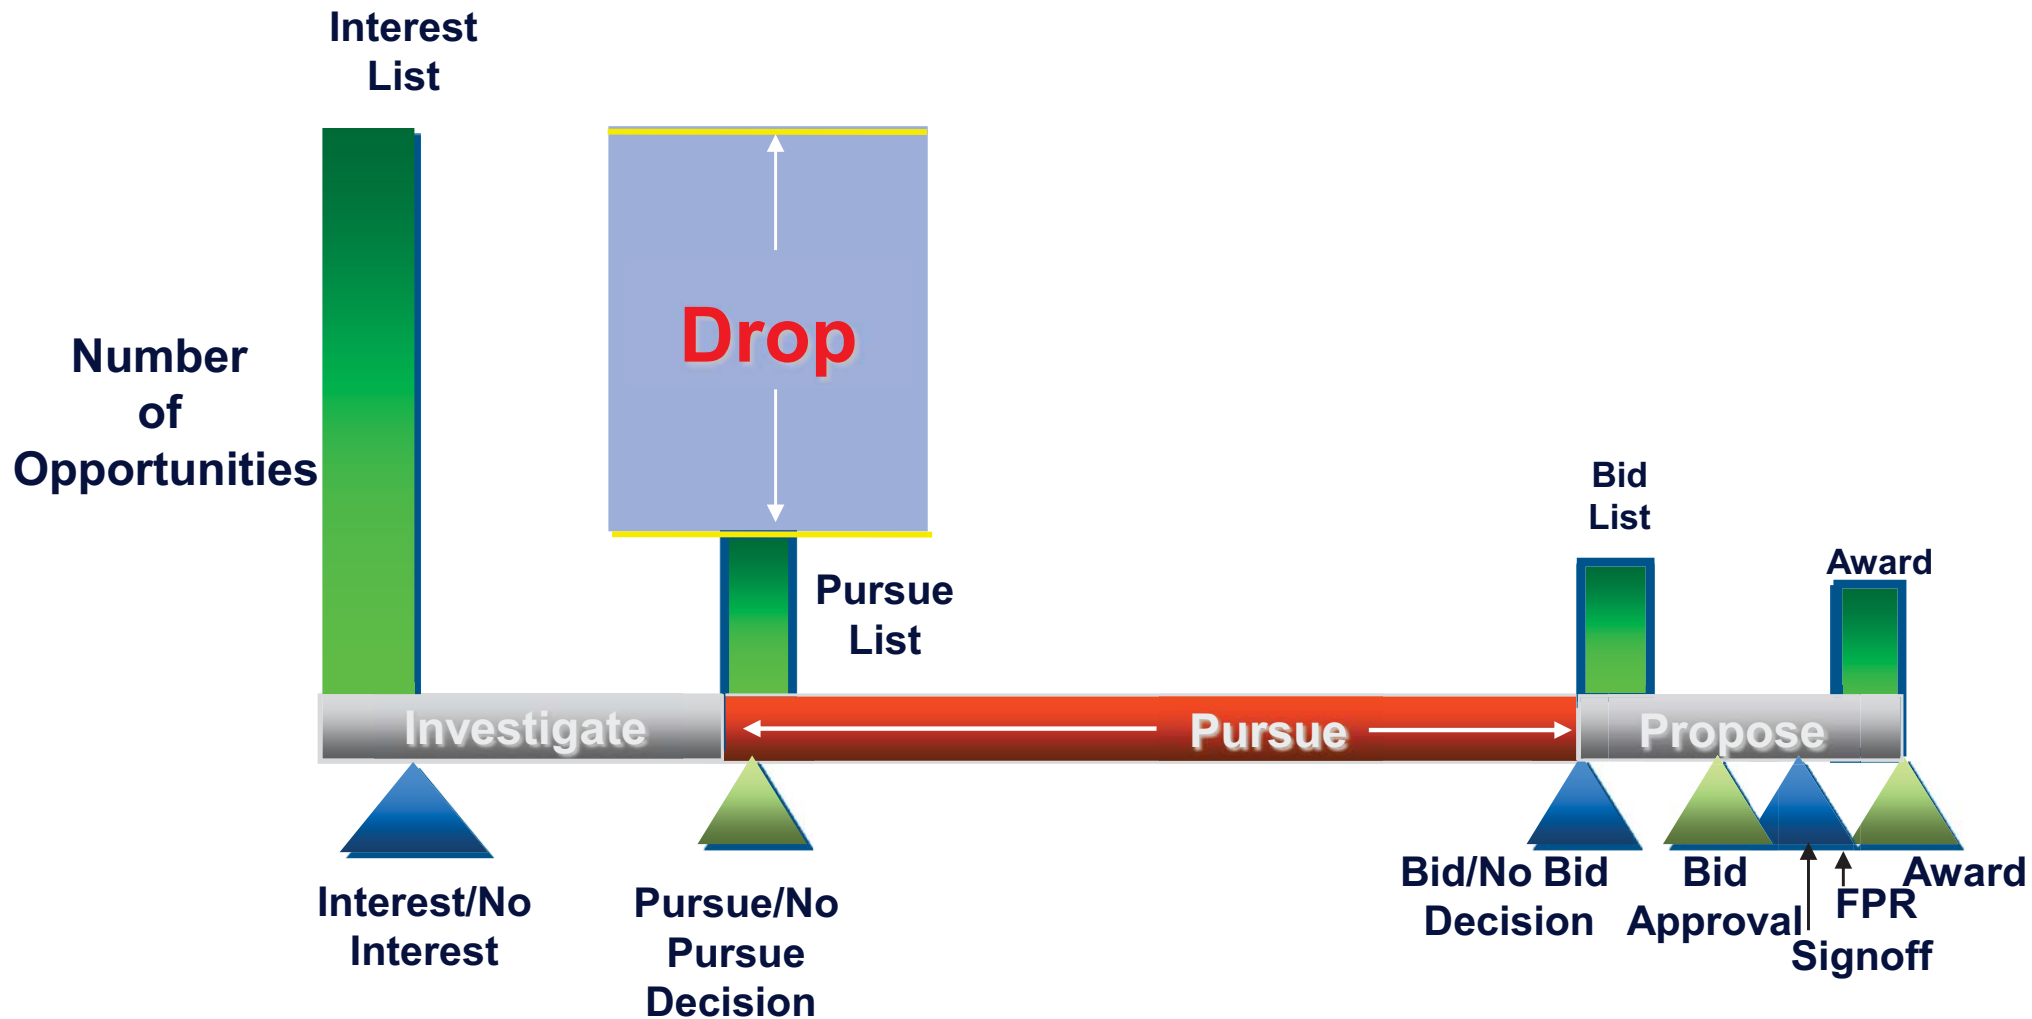 Interest
List
Number
of
Opportunities
Drop
Pursue
List
Bid
List
Award
Investigate
Pursue
Propose
Interest/No
Interest
Pursue/No
Pursue
Decision
Bid/No Bid
Decision
Bid
Approval
Signoff
FPR
Award